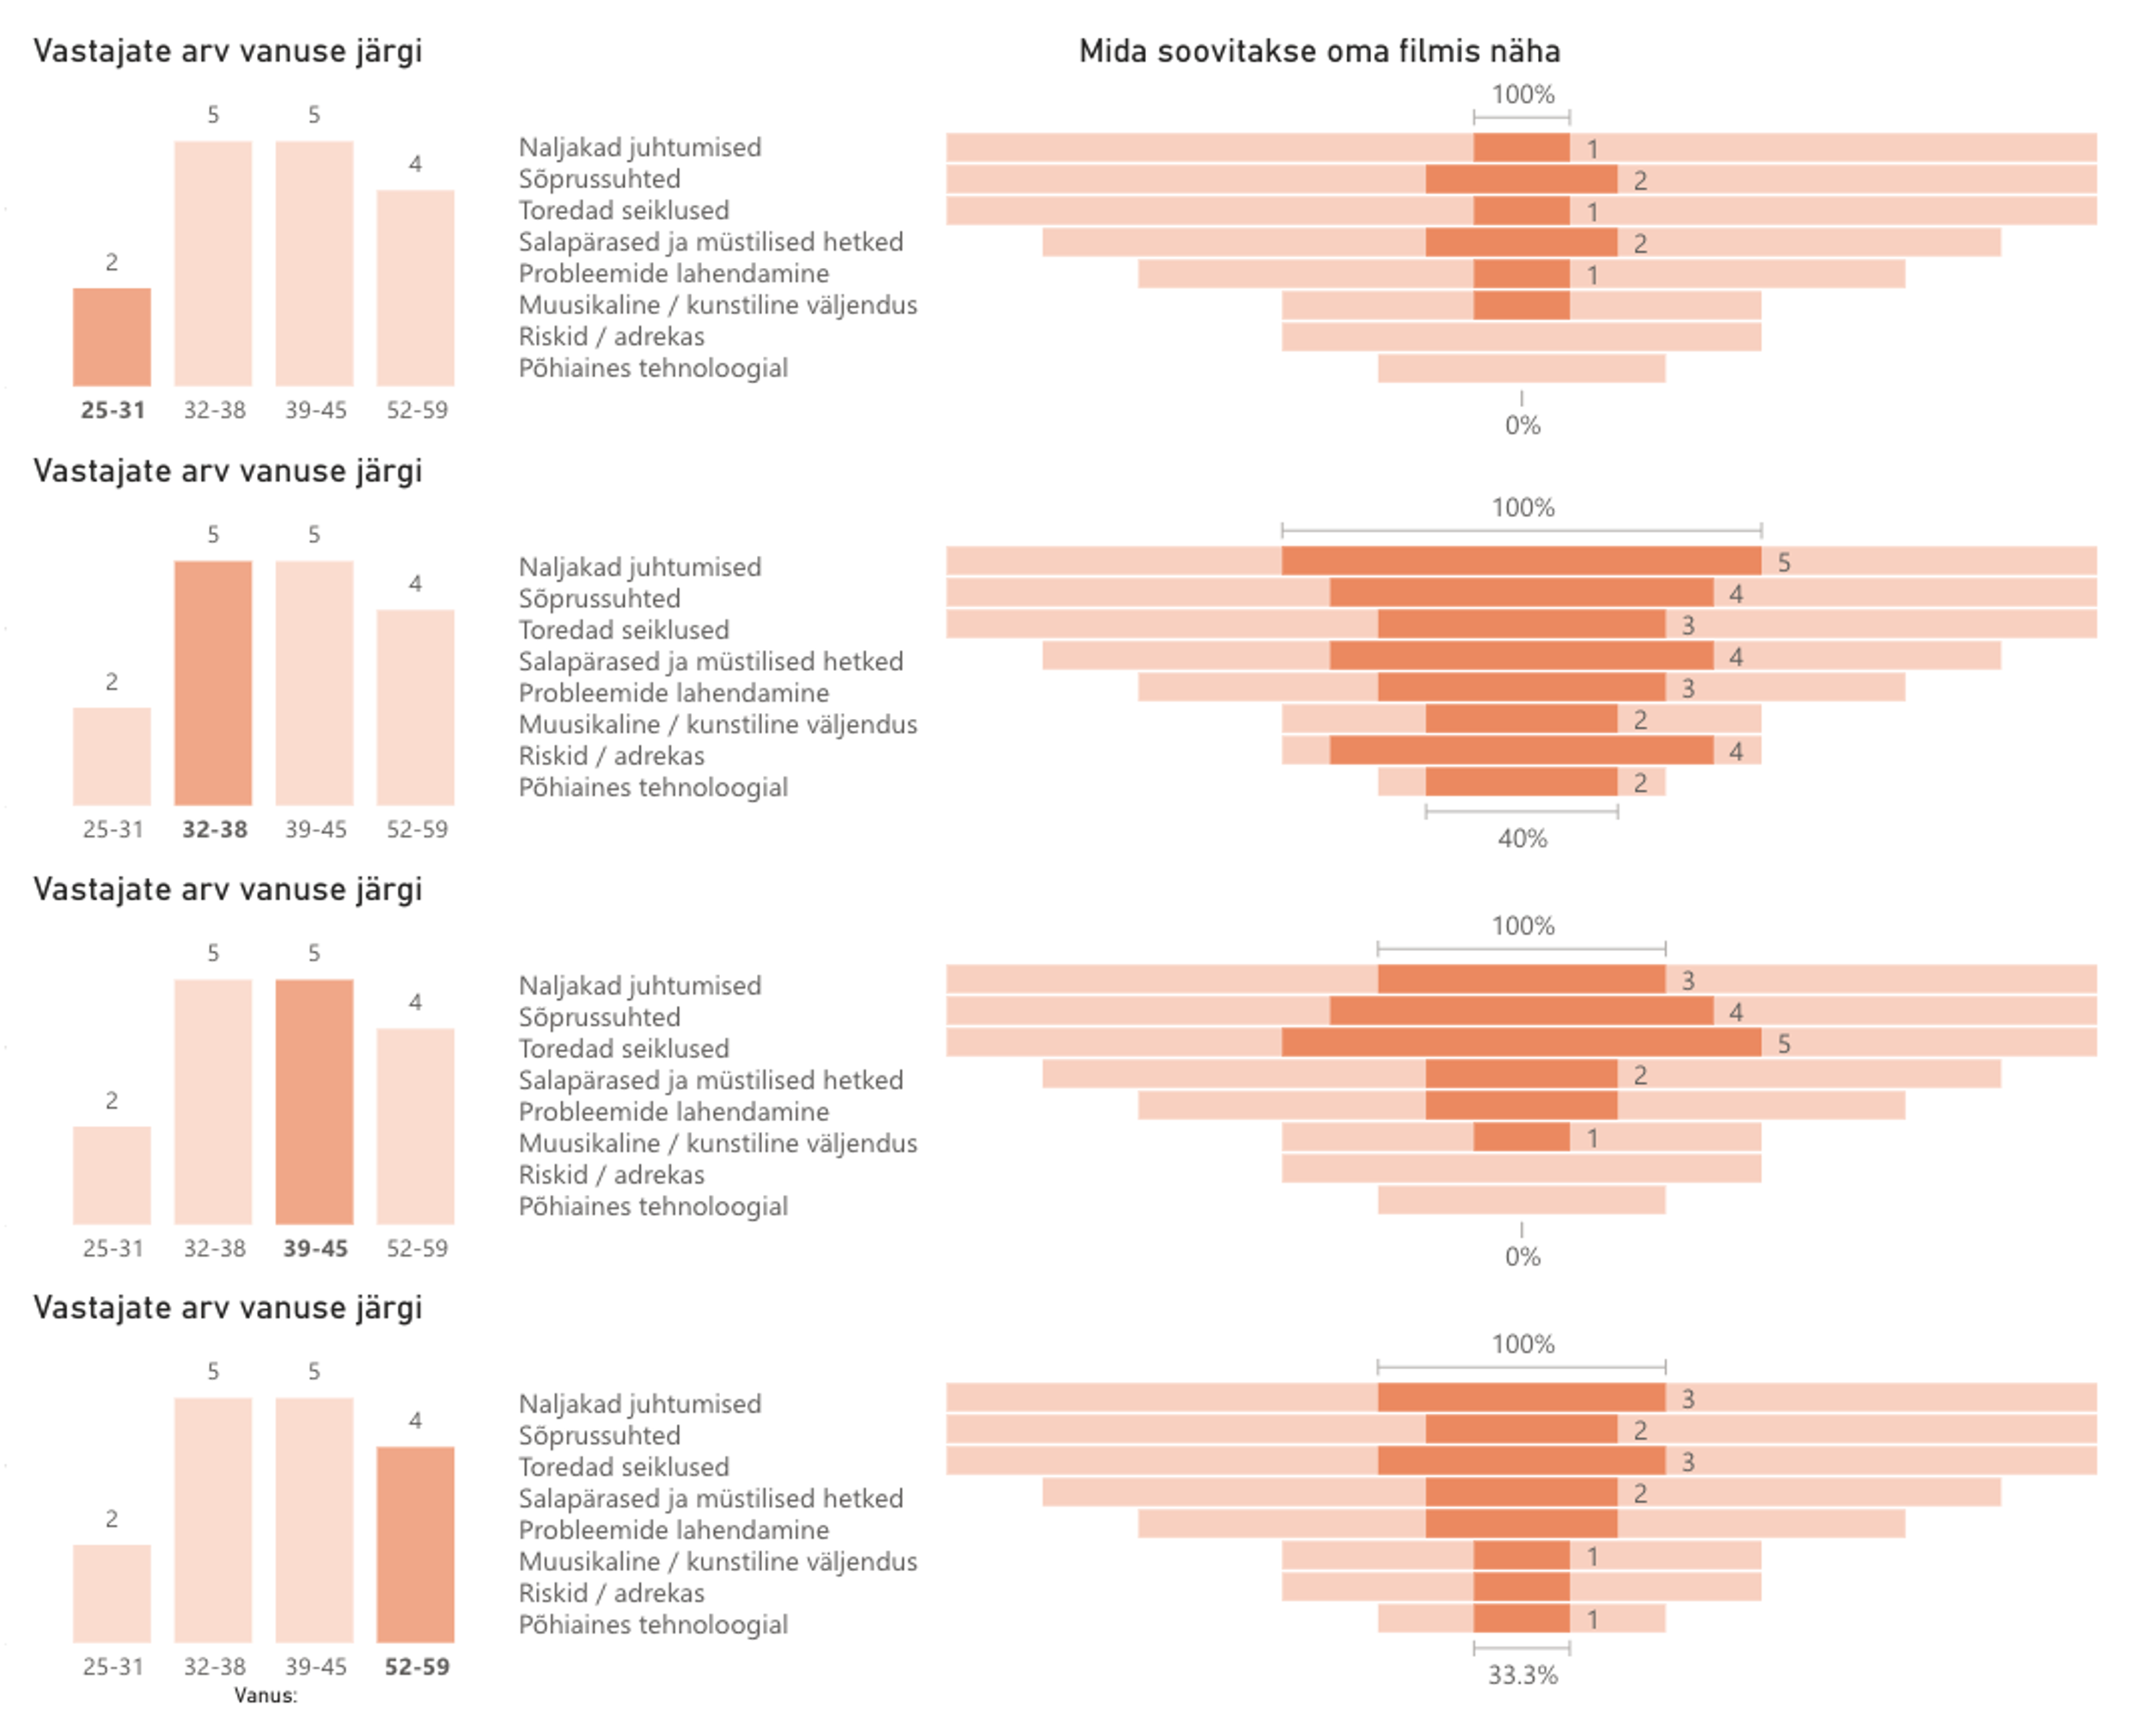 Vastajate arv vanuse järgi
Mida soovitakse oma filmis näha
100%
5
5
4
2
25-31
32-38
39-45
52-59
Naljakad juhtumised
1
Sõprussuhted
2
Toredad seiklused
1
Salapärased ja müstilised hetked
2
Probleemide lahendamine
1
Muusikaline / kunstiline väljendus
Riskid / adrekas
Põhiaines tehnoloogial
0%
Vastajate arv vanuse järgi
100%
5
5
4
2
25-31
32-38
39-45
52-59
Naljakad juhtumised
5
Sõprussuhted
4
Toredad seiklused
3
Salapärased ja müstilised hetked
4
Probleemide lahendamine
3
Muusikaline / kunstiline väljendus
2
Riskid / adrekas
4
Põhiaines tehnoloogial
2
40%
Vastajate arv vanuse järgi
100%
5
5
4
2
25-31
32-38
39-45
52-59
Naljakad juhtumised
3
Sõprussuhted
4
Toredad seiklused
5
Salapärased ja müstilised hetked
2
Probleemide lahendamine
Muusikaline / kunstiline väljendus
1
Riskid / adrekas
Põhiaines tehnoloogial
0%
Vastajate arv vanuse järgi
100%
5
5
4
2
25-31
32-38
39-45
52-59
Vanus:
Naljakad juhtumised
3
Sõprussuhted
2
Toredad seiklused
3
Salapärased ja müstilised hetked
2
Probleemide lahendamine
Muusikaline / kunstiline väljendus
1
Riskid / adrekas
Põhiaines tehnoloogial
1
33.3%